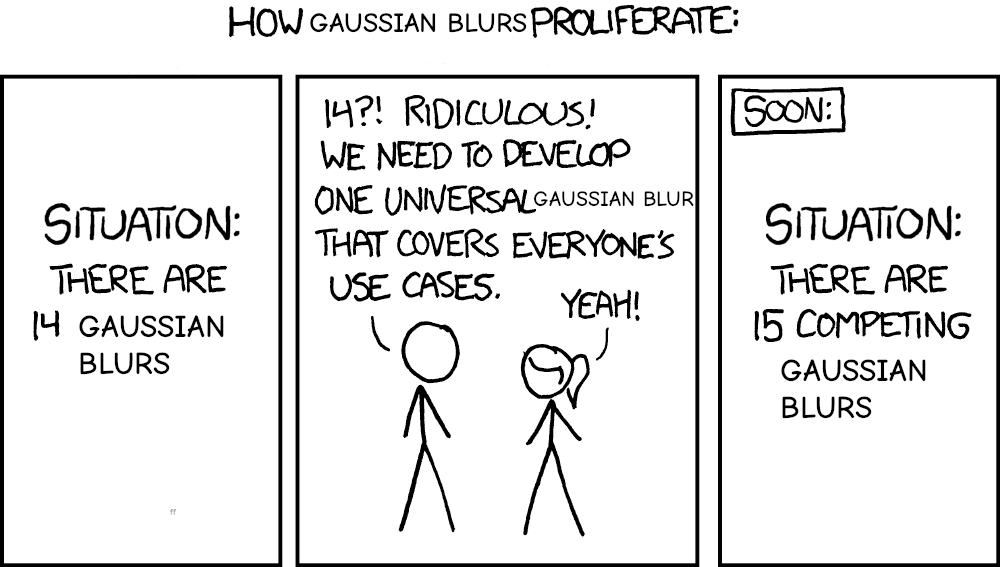 HOW GAUSSIAN BLURS PROLIFERATE:
SITUATION:
THERE ARE
14 GAUSSIAN
BLURS
ff
14?! RIDICULOUS!
WE NEED TO DEVELOP
ONE UNIVERSAL GAUSSIAN BLUR
THAT COVERS EVERYONE'S
USE CASES.
YEAH!
SOON:
SITUATION:
THERE ARE
15 COMPETING
GAUSSIAN
BLURS